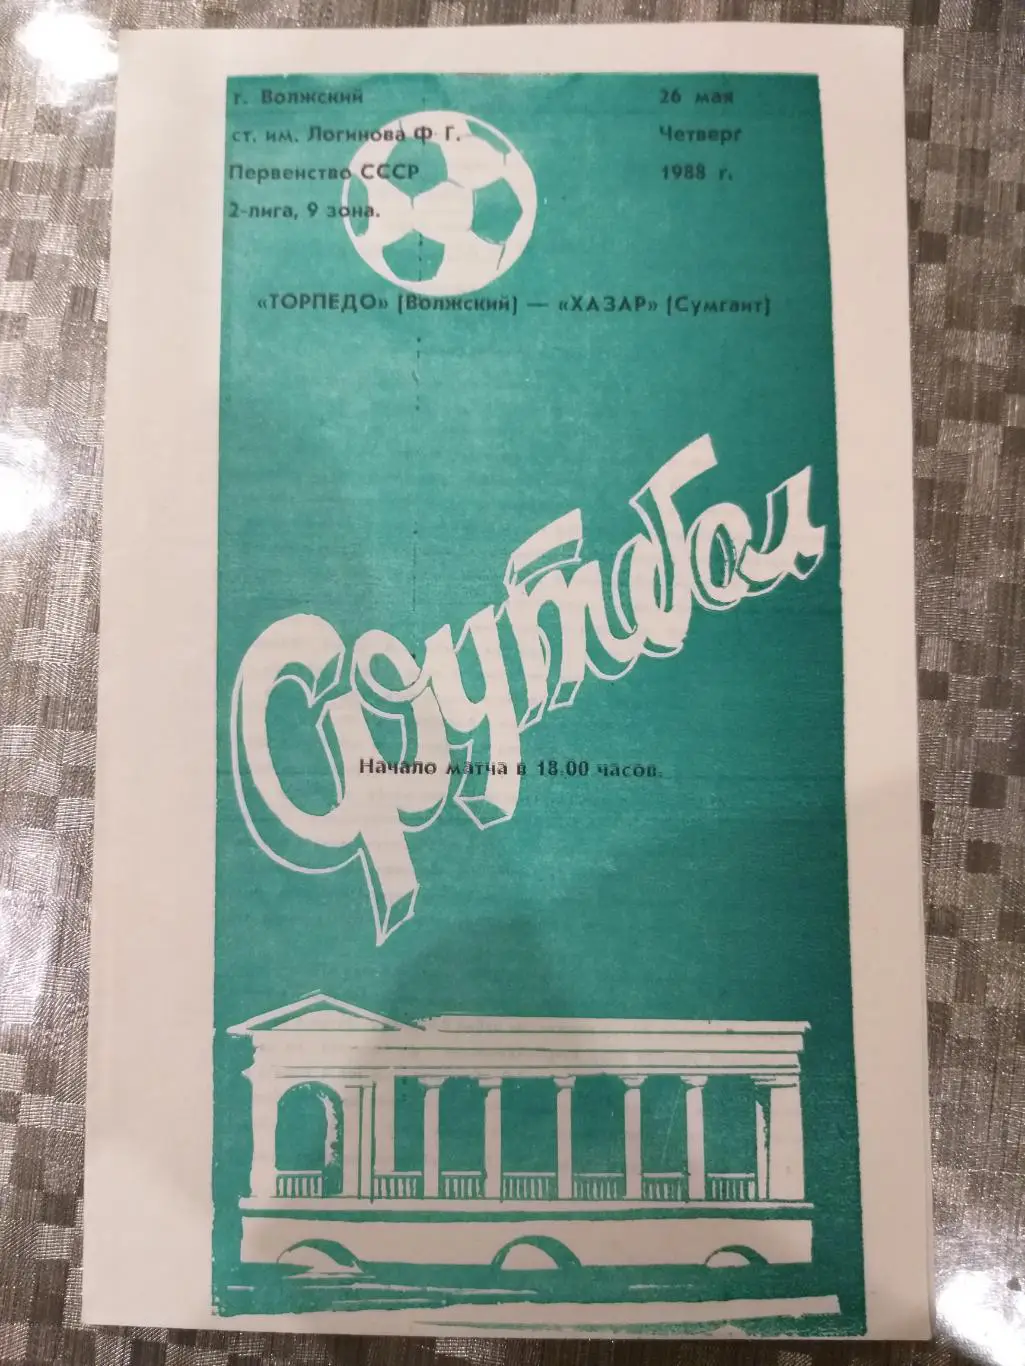 г. Волжский 26 мая
ст. им. Логинова Ф. Г. Четверг
Первенство СССР 1988 г.
2-лига, 9 зона.
«ТОРПЕДО» [Волжский] — «ХАЗАР» [Сумгаит]
Футбол
Начало матча в 18.00 часов.